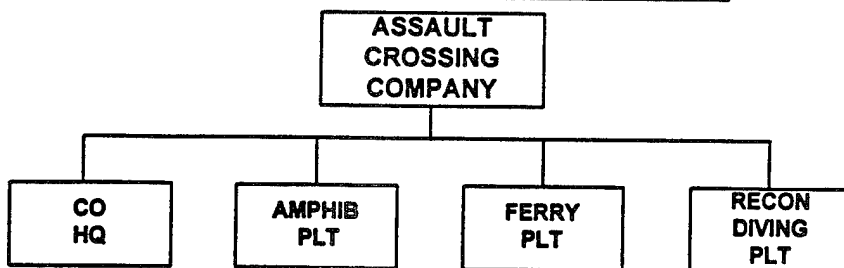 ASSAULT
CROSSING
COMPANY
CO
HQ
AMPHIB
PLT
FERRY
PLT
RECON
DIVING
PLT